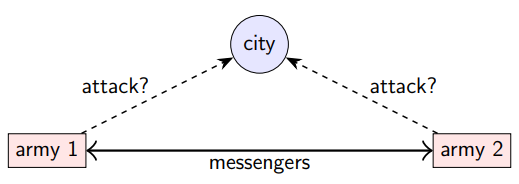 city
attack?
attack?
army 1
messengers
army 2